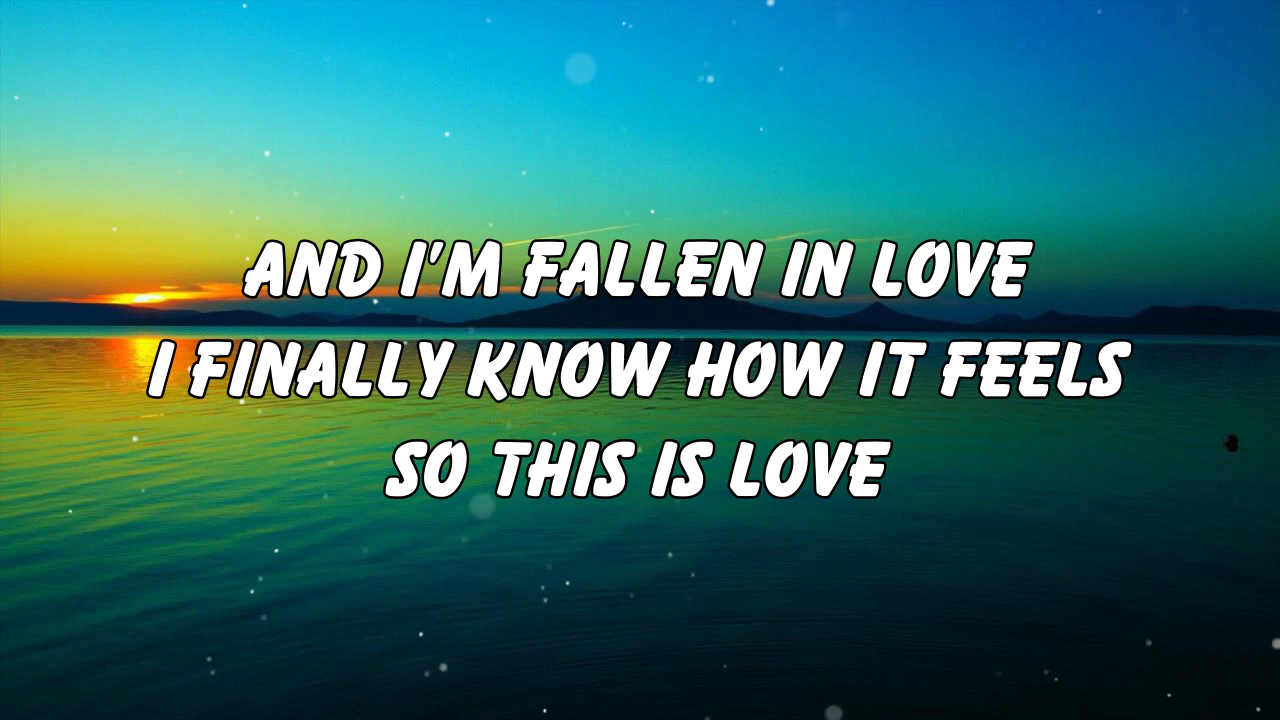 AND I'M FALLEN IN LOVE
I FINALLY KNOW HOW IT FEELS
SO THIS IS LOVE